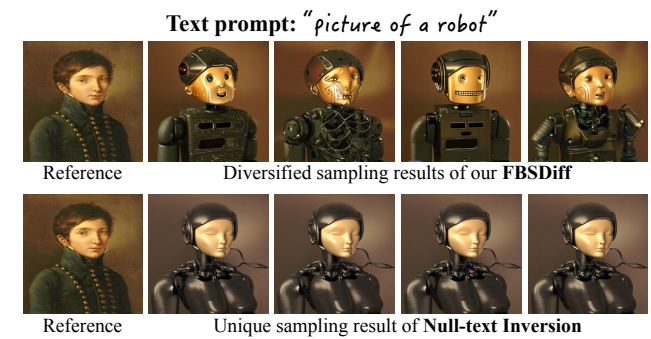 Text prompt: "picture of a robot"
Reference Diversified sampling results of our FBSDiff
Reference Unique sampling result of Null-text Inversion